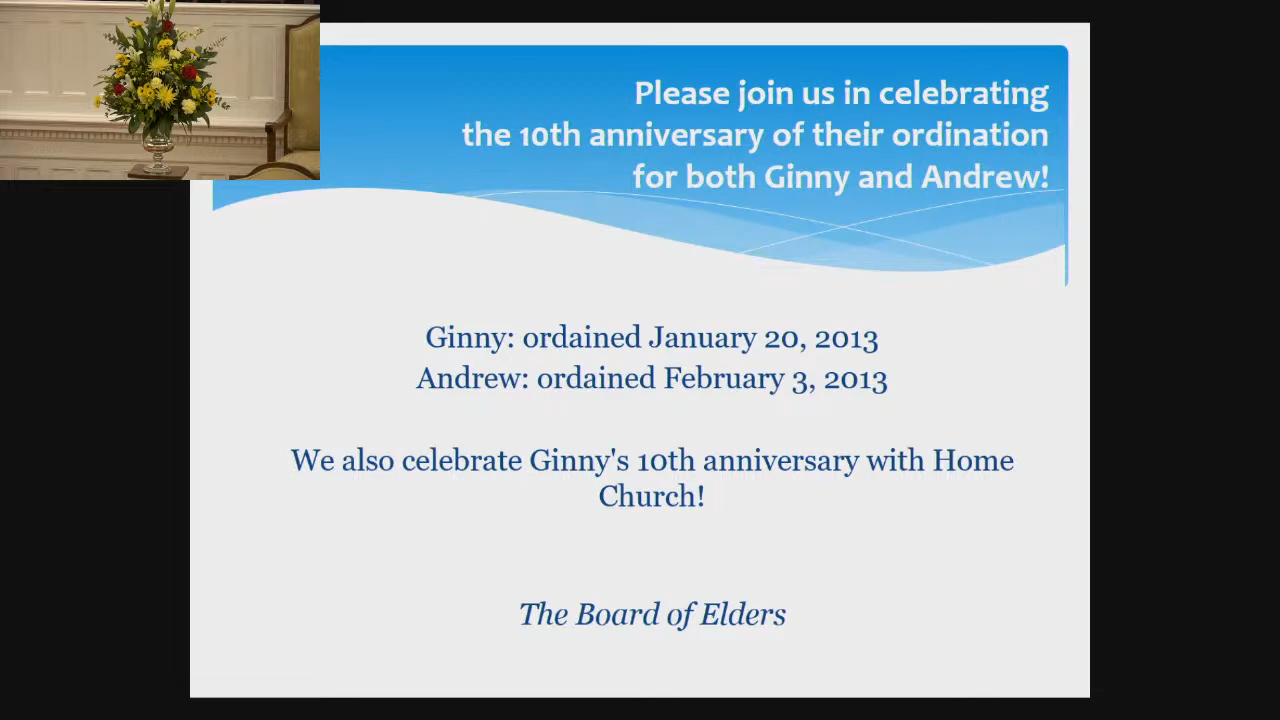 Please join us in celebrating
the 10th anniversary of their ordination
for both Ginny and Andrew!
Ginny: ordained January 20, 2013
Andrew: ordained February 3, 2013
We also celebrate Ginny's 10th anniversary with Home
Church!
The Board of Elders